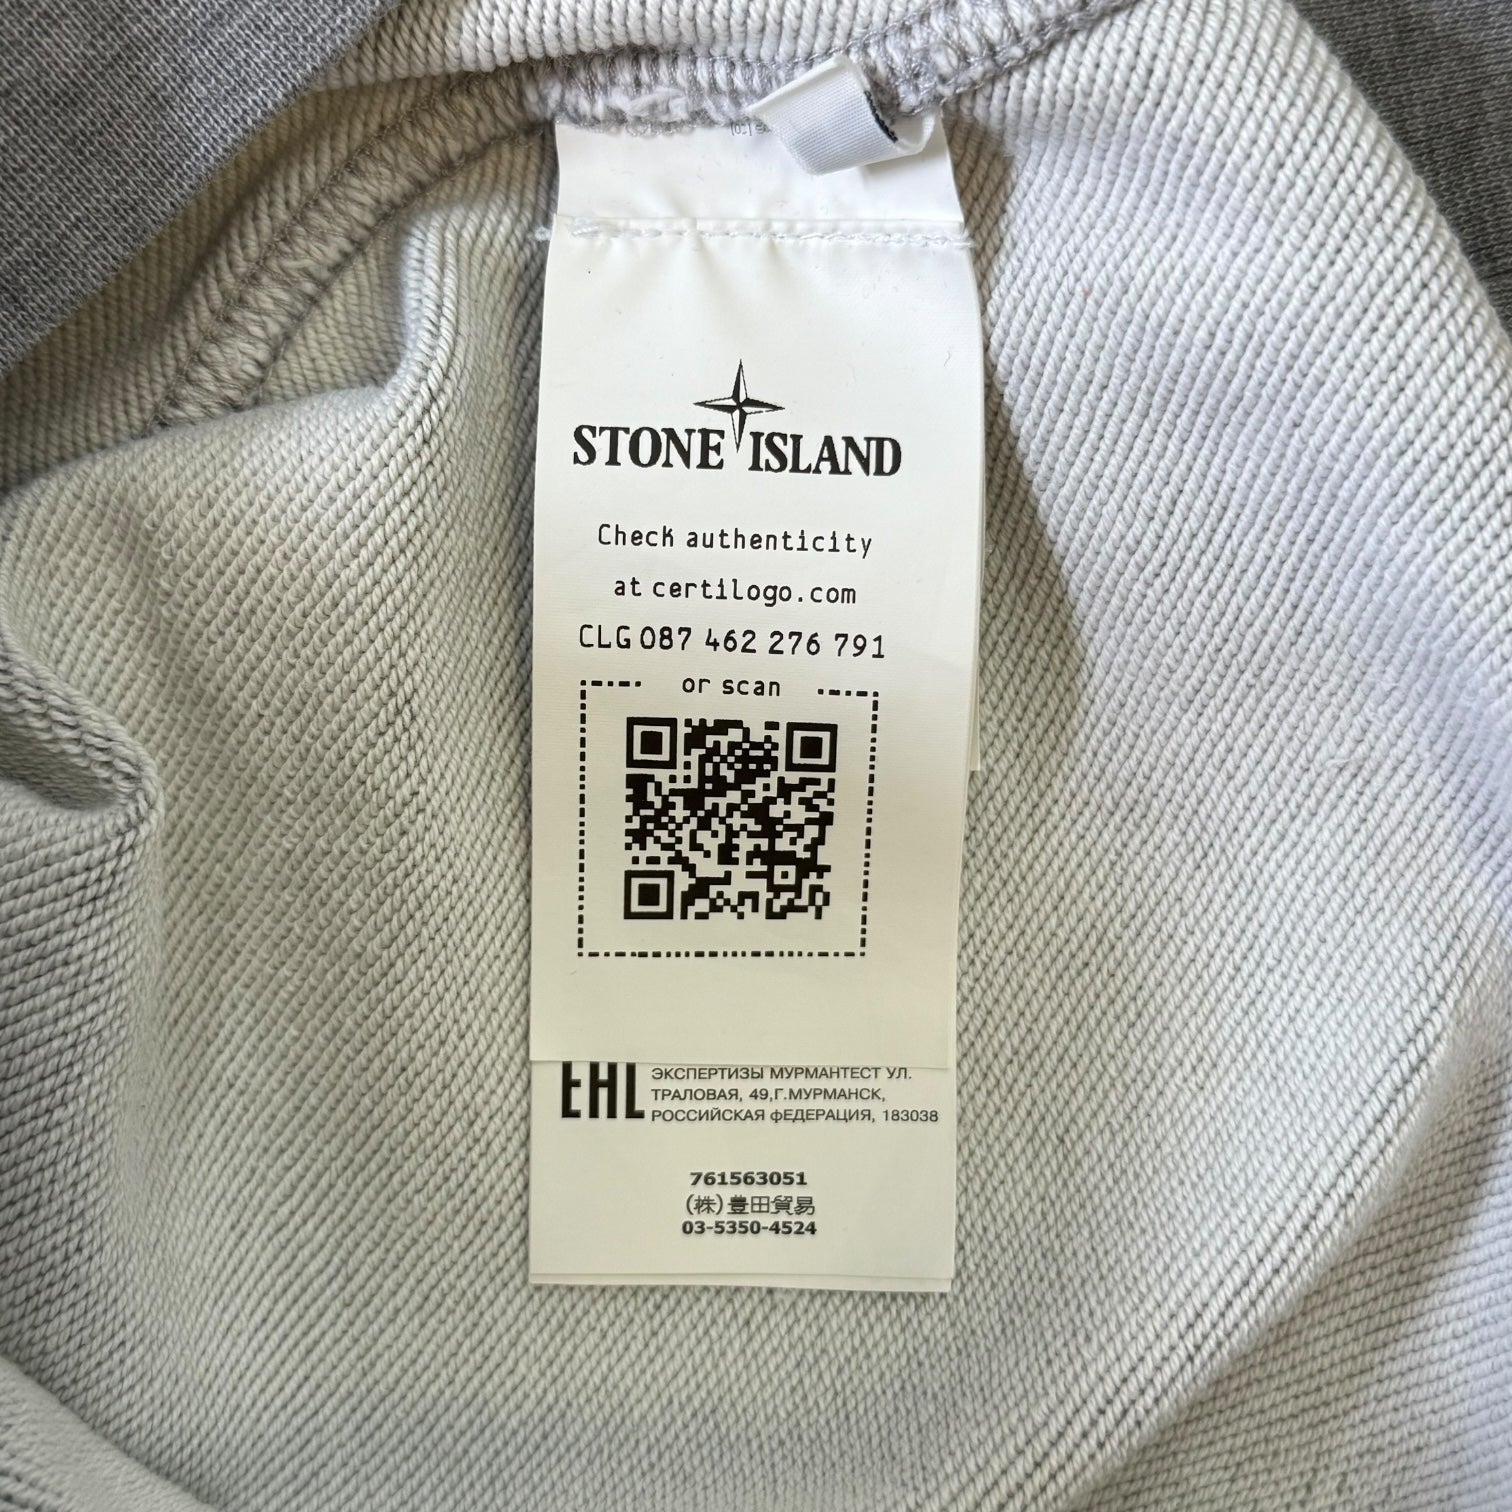 STONE ISLAND
Check authenticity
at certilogo.com
CLG 087 462 276 791
or scan
ЭКСПЕРТИЗЫ МУРМАНТЕСТ УЛ.
EAC ТРАЛОВАЯ, 49,Г.МУРМАНСК,
РОССИЙСКАЯ ФЕДЕРАЦИЯ, 183038
761563051
(株)豊田貿易
03-5350-4524